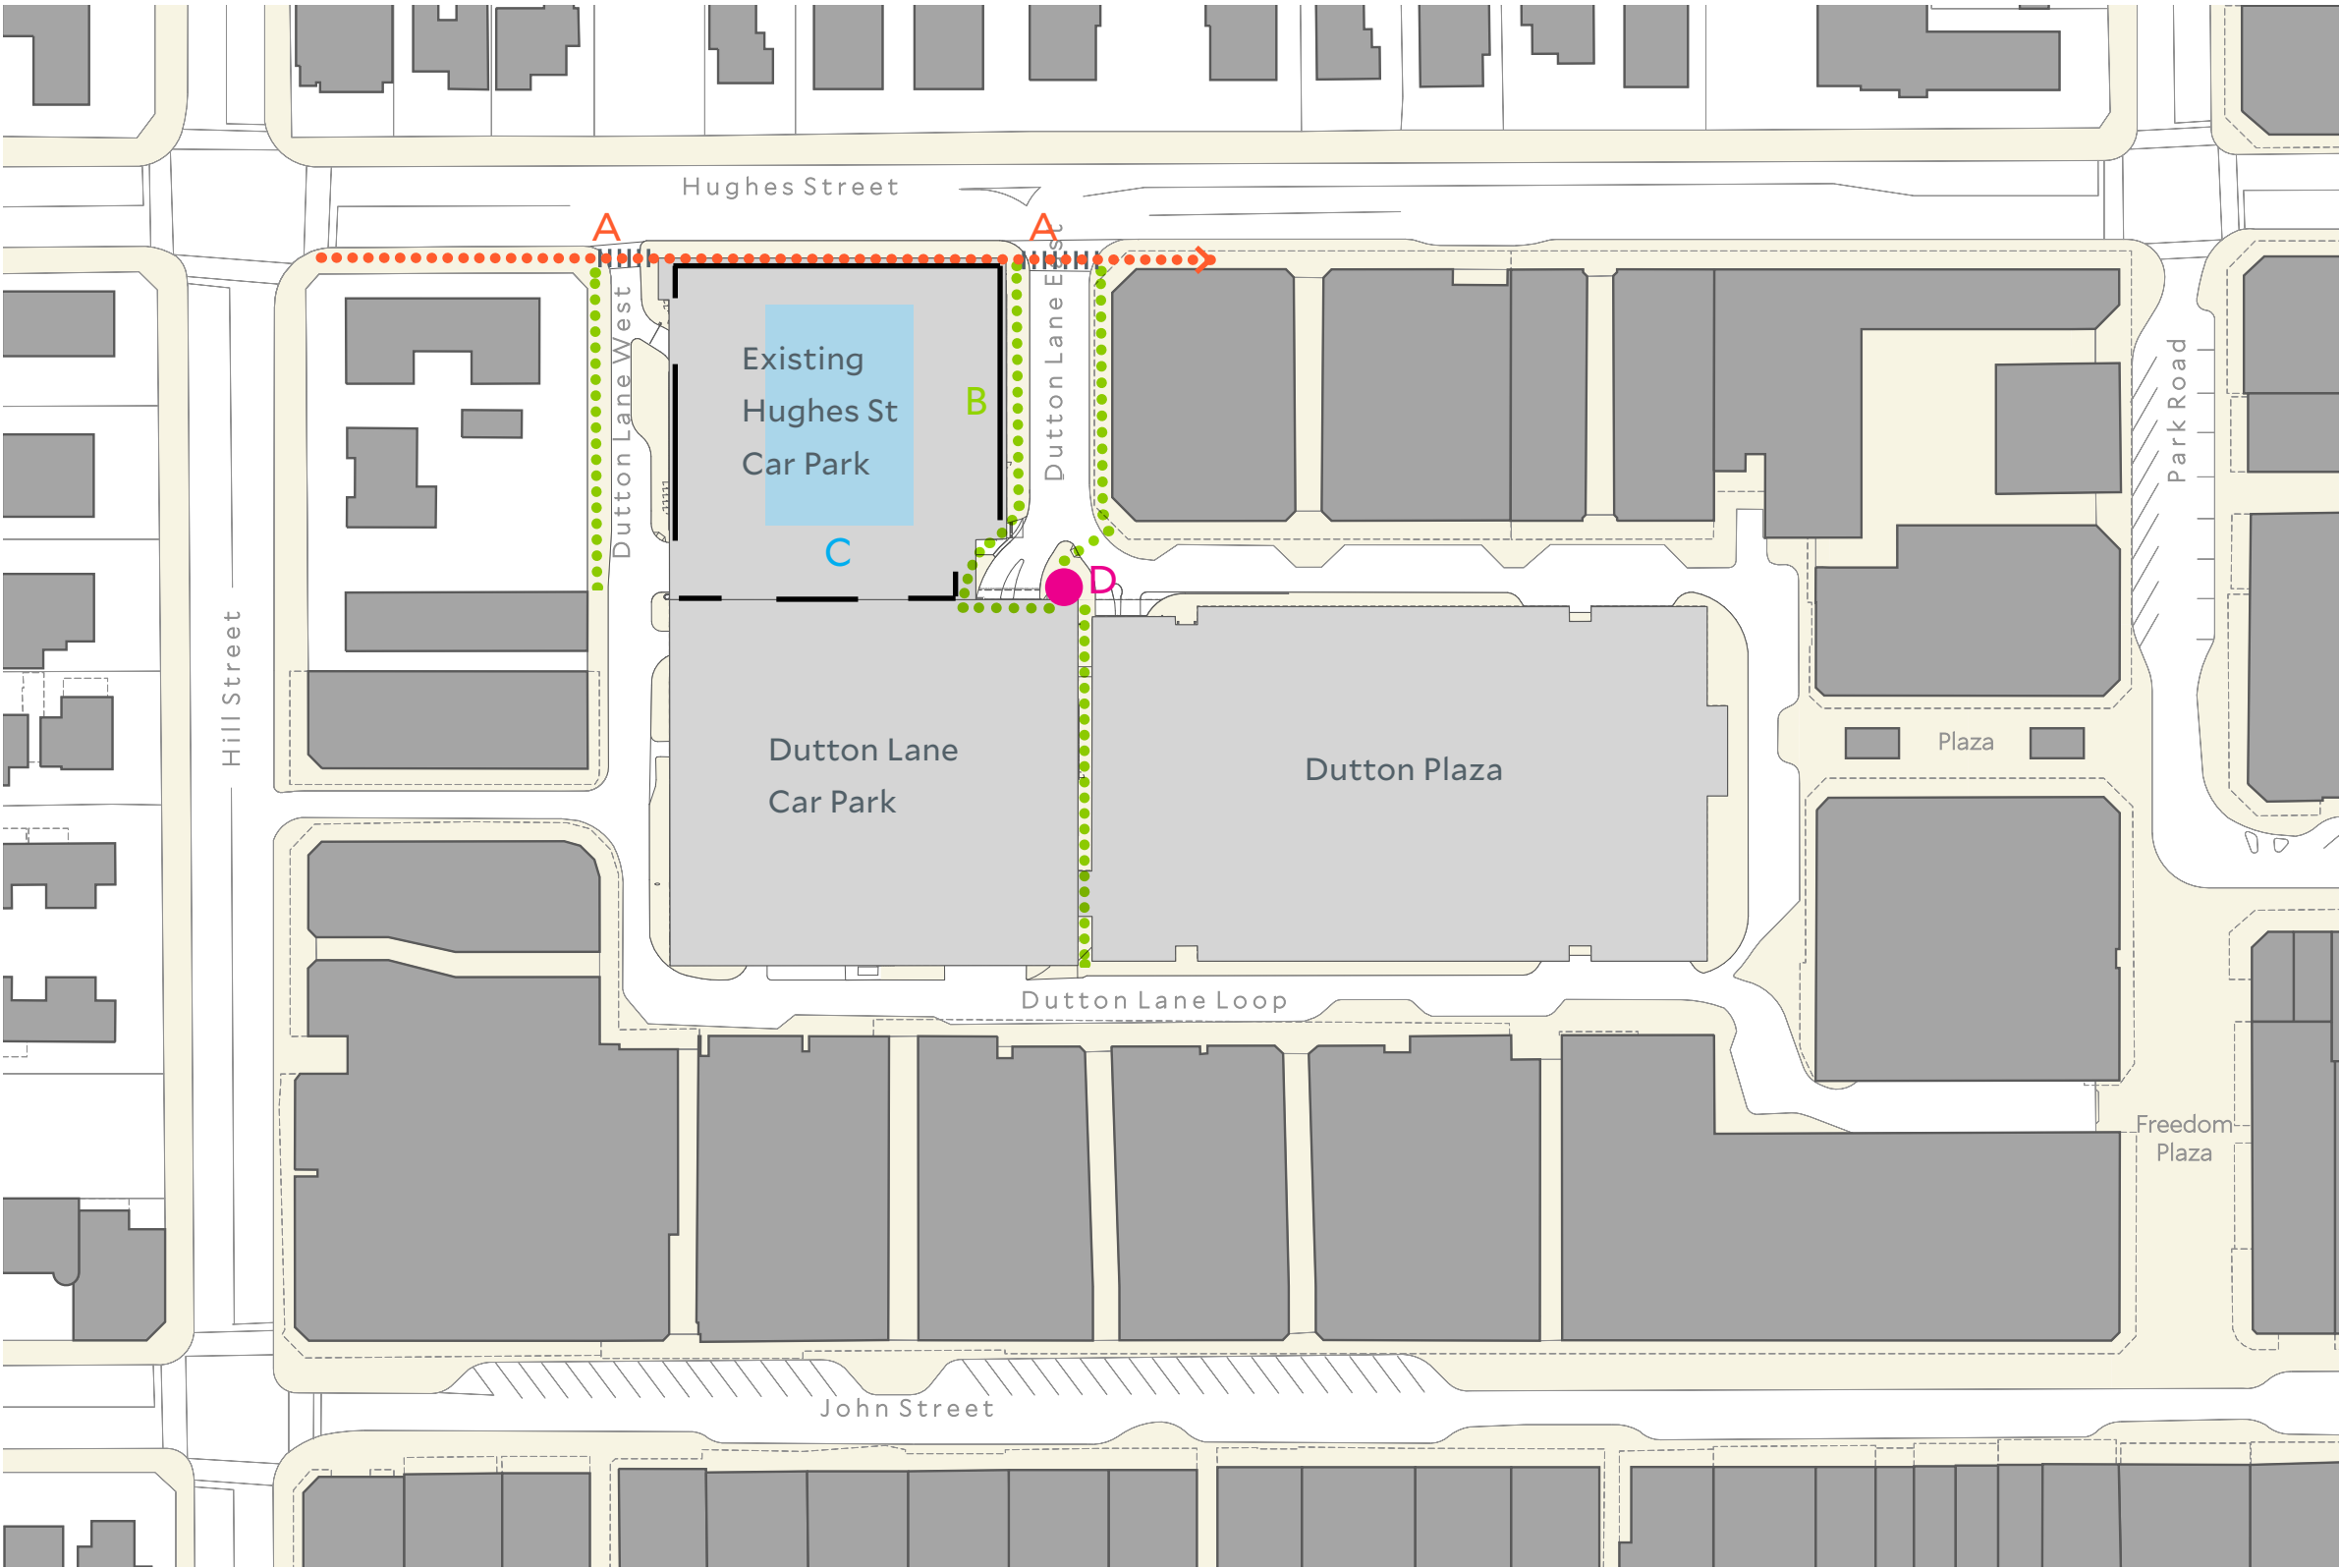 Hughes Street
A
A
Dutton Lane West
Dutton Lane East
Existing
Hughes St
Car Park
B
C
D
Park Road
Hill Street
Dutton Lane
Car Park
Dutton Plaza
Plaza
Dutton Lane Loop
Freedom
Plaza
John Street